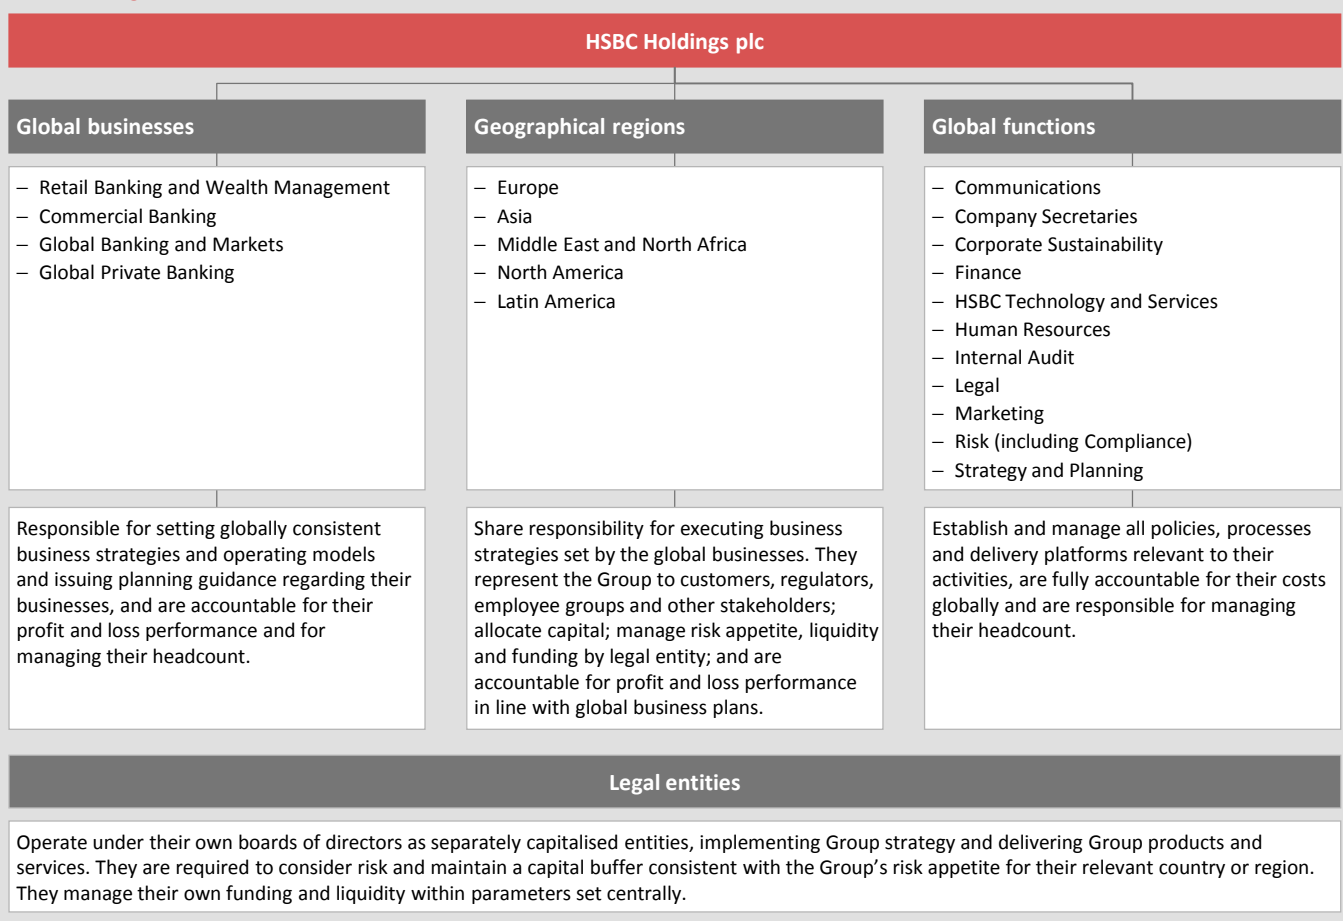 HSBC Holdings plc
Global businesses
– Retail Banking and Wealth Management
– Commercial Banking
– Global Banking and Markets
– Global Private Banking
Responsible for setting globally consistent
business strategies and operating models
and issuing planning guidance regarding their
businesses, and are accountable for their
profit and loss performance and for
managing their headcount.
Geographical regions
– Europe
– Asia
– Middle East and North Africa
– North America
– Latin America
Share responsibility for executing business
strategies set by the global businesses. They
represent the Group to customers, regulators,
employee groups and other stakeholders;
allocate capital; manage risk appetite, liquidity
and funding by legal entity; and are
accountable for profit and loss performance
in line with global business plans.
Global functions
– Communications
– Company Secretaries
– Corporate Sustainability
– Finance
– HSBC Technology and Services
– Human Resources
– Internal Audit
– Legal
– Marketing
– Risk (including Compliance)
– Strategy and Planning
Establish and manage all policies, processes
and delivery platforms relevant to their
activities, are fully accountable for their costs
globally and are responsible for managing
their headcount.
Legal entities
Operate under their own boards of directors as separately capitalised entities, implementing Group strategy and delivering Group products and
services. They are required to consider risk and maintain a capital buffer consistent with the Group’s risk appetite for their relevant country or region.
They manage their own funding and liquidity within parameters set centrally.